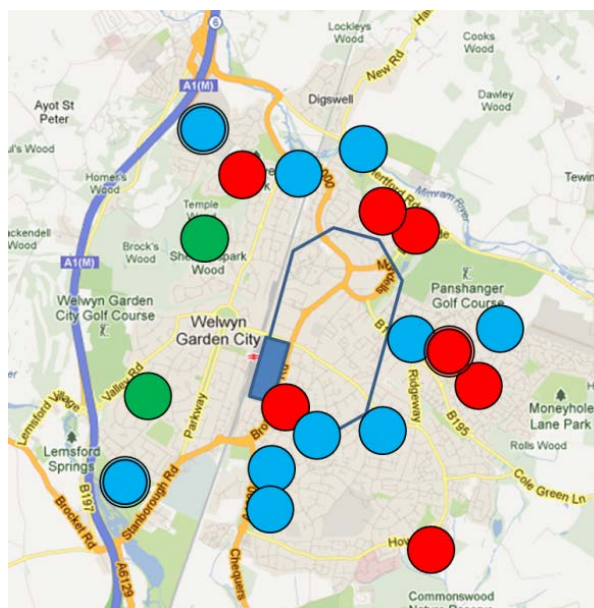 Lockleys
Wood
6
New Rd
Cooks
Wood
A1(M)
Digswell
Dawley
Wood
Ayot St
Peter
Homer's
Wood
Mimram River
Tewin
Temple
Wood
Brock's
Wood
Wood
A1(M)
Panshanger
Golf Course
Welwyn Garden
City Golf Course
Welwyn
Garden City
Valley Rd
Parkway
Ridgeway
Moneyhole
Lane Park
Lemsford Village
Lemsford
Springs
B195
Rolls Wood
Stanborough Rd
B197
Cole Green Ln
Brocket Rd
Chequers
A6129
Commonswood